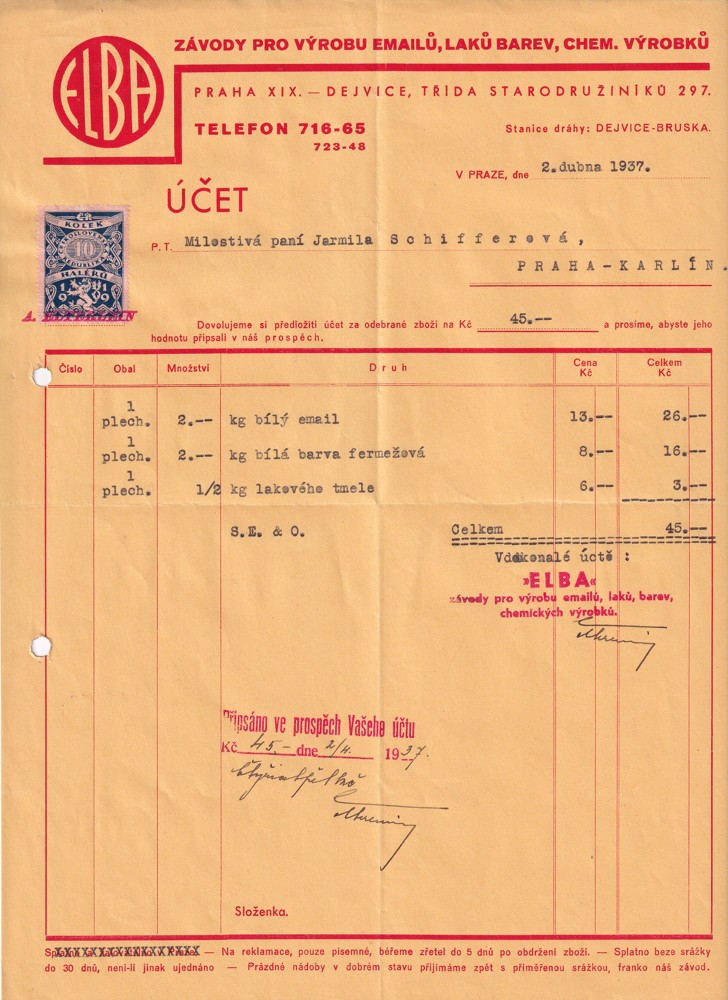 ELBA
ZÁVODY PRO VÝROBU EMAILŮ, LAKŮ BAREV, CHEM. VÝROBKŮ
PRAHA XIX. — DEJVICE, TŘÍDA STARODRUŽINÍKŮ 297.
TELEFON 716-65
723-48
Stanice dráhy: DEJVICE-BRUSKA.
V PRAZE, dne 2.dubna 1937.
ÚČET
ČR
KOLEK
10
HALÉŘŮ
1919
P. T. Milostivá paní Jarmila Schifferová,
PRAHA-KARLÍN.
Dovolujeme si předložiti účet za odebrané zboží na Kč 45.-- a prosíme, abyste jeho
hodnotu připsali v náš prospěch.
Číslo Obal Množství Druh Cena Kč Celkem Kč
1 plech. 2.-- kg bílý email 13.-- 26.--
1 plech. 2.-- kg bílá barva fermežová 8.-- 16.--
1 plech. 1/2 kg lakového tmele 6.-- 3.--
S.E. & O. Celkem 45.--
Vdokonalé úctě :
»ELBA«
závody pro výrobu emailů, laků, barev,
chemických výrobků.
Připsáno ve prospěch Vašeho účtu
Kč 45.- dne 2/4. 1937.
Složenka.
— Na reklamace, pouze písemné, běřeme zřetel do 5 dnů po obdržení zboží. — Splatno beze srážky
do 30 dnů, není-li jinak ujednáno — Prázdné nádoby v dobrém stavu přijímáme zpět s přiměřenou srážkou, franko náš závod.